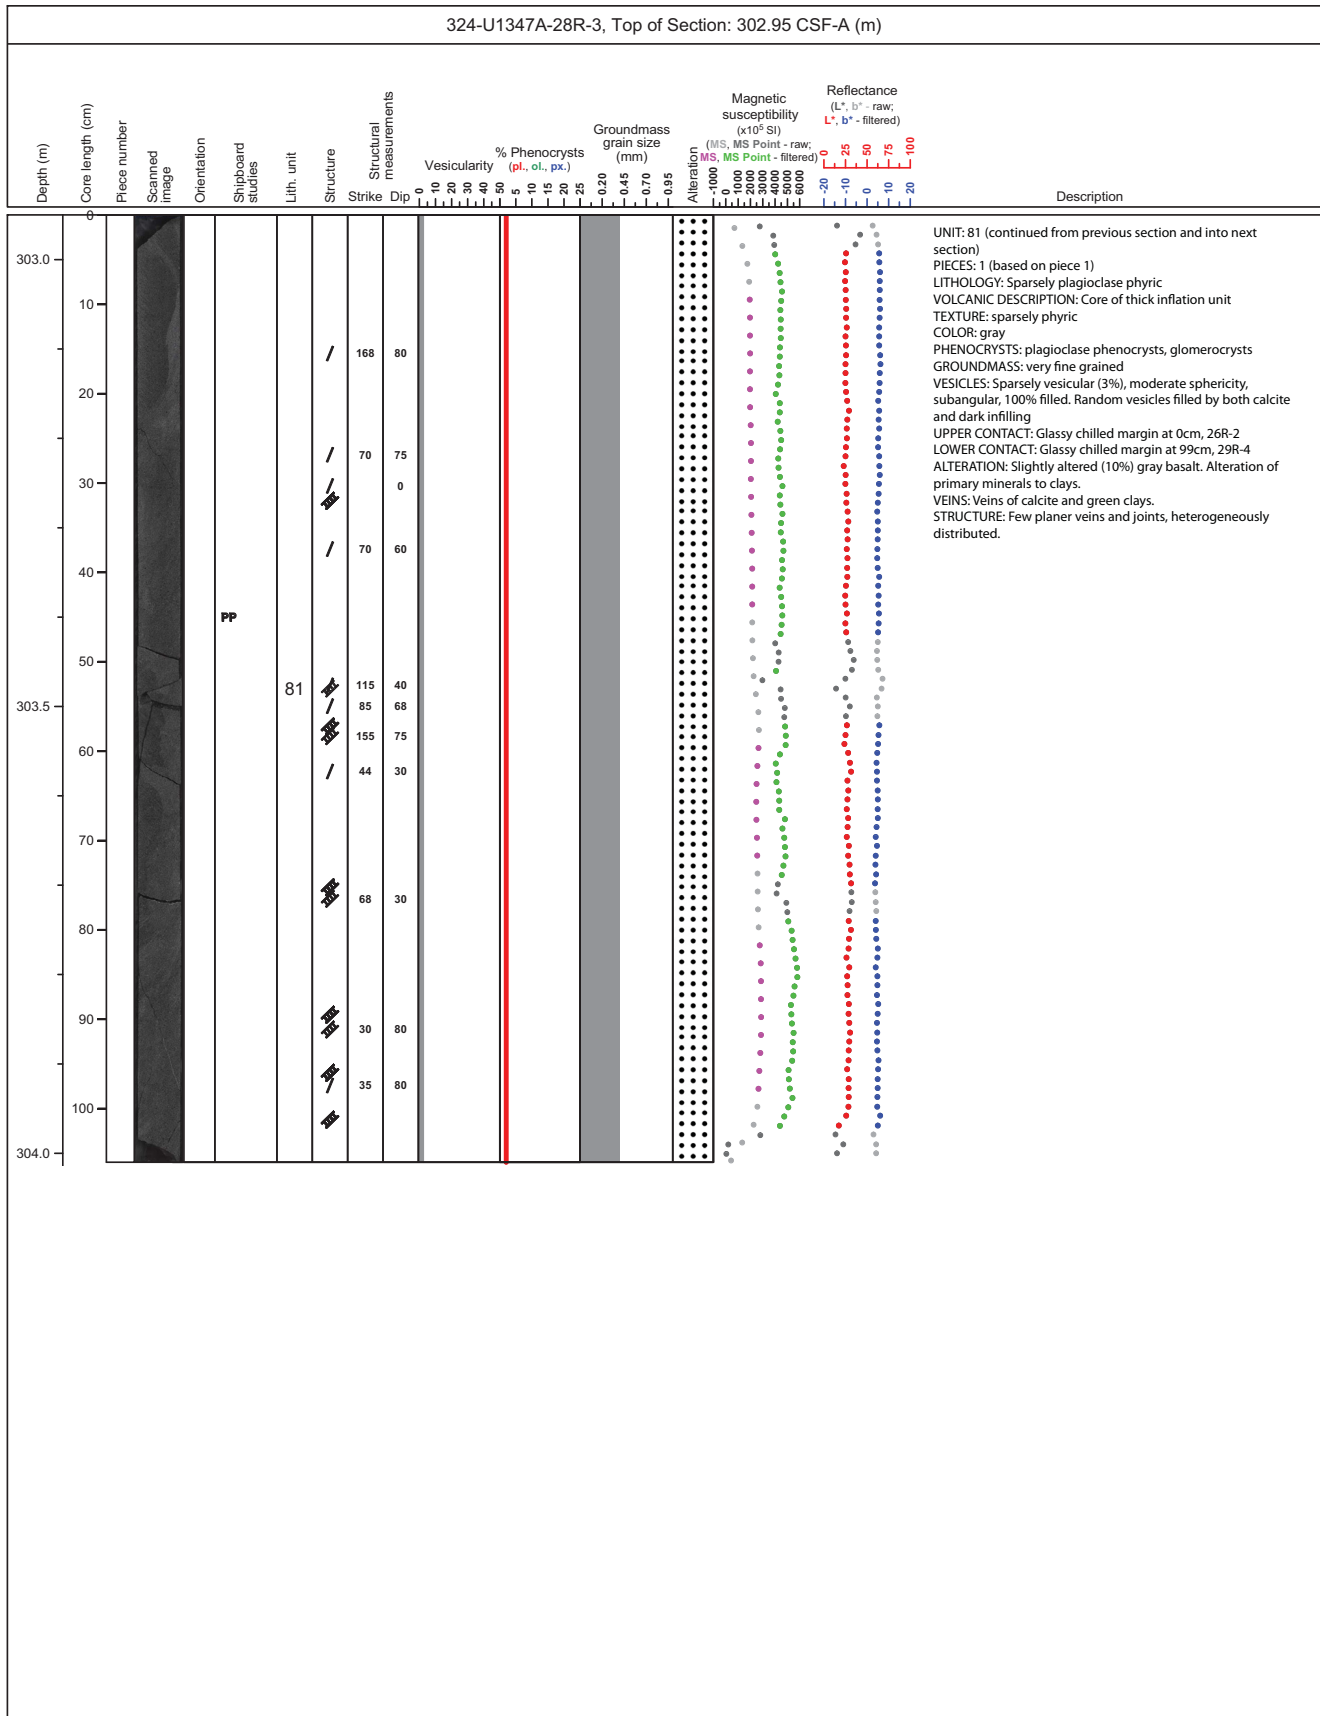 324-U1347A-28R-3, Top of Section: 302.95 CSF-A (m)
Depth (m)
Core length (cm)
Piece number
Scanned
image
Orientation
Shipboard
studies
Lith. unit
Structure
Structural
measurements
Strike Dip
Vesicularity
0 10 20 30 40 50
% Phenocrysts
(pl., ol., px.)
5 10 15 20 25
Groundmass
grain size
(mm)
0.20 0.45 0.70 0.95
Alteration
Magnetic
susceptibility
(x10⁵ SI)
(MS, MS Point - raw;
MS, MS Point - filtered)
-1000 0 1000 2000 3000 4000 5000 6000
Reflectance
(L*, b* - raw;
L*, b* - filtered)
0 25 50 75 100
-20 -10 0 10 20
Description
0
303.0
10
168 80
20
70 75
30
0
70 60
40
PP
50
81
115 40
303.5
85 68
155 75
60
44 30
70
68 30
80
90
30 80
35 80
100
304.0
UNIT: 81 (continued from previous section and into next
section)
PIECES: 1 (based on piece 1)
LITHOLOGY: Sparsely plagioclase phyric
VOLCANIC DESCRIPTION: Core of thick inflation unit
TEXTURE: sparsely phyric
COLOR: gray
PHENOCRYSTS: plagioclase phenocrysts, glomerocrysts
GROUNDMASS: very fine grained
VESICLES: Sparsely vesicular (3%), moderate sphericity,
subangular, 100% filled. Random vesicles filled by both calcite
and dark infilling
UPPER CONTACT: Glassy chilled margin at 0cm, 26R-2
LOWER CONTACT: Glassy chilled margin at 99cm, 29R-4
ALTERATION: Slightly altered (10%) gray basalt. Alteration of
primary minerals to clays.
VEINS: Veins of calcite and green clays.
STRUCTURE: Few planer veins and joints, heterogeneously
distributed.